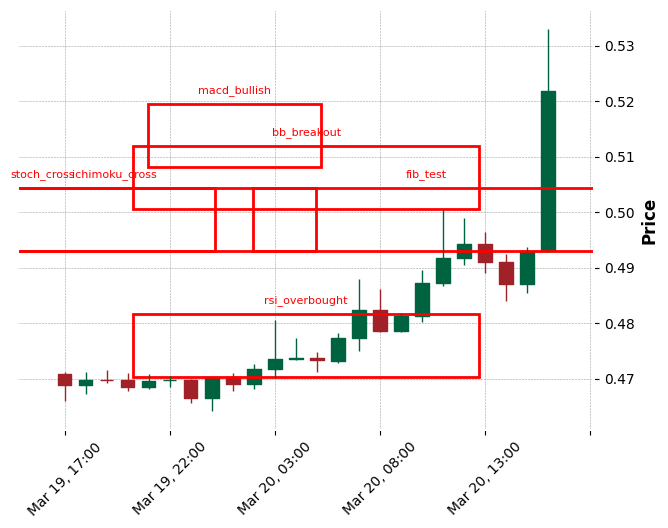 macd_bullish
bb_breakout
stoch_cross
ichimoku_cross
fib_test
rsi_overbought
0.53
0.52
0.51
0.50
0.49
0.48
0.47
Price
Mar 19, 17:00
Mar 19, 22:00
Mar 20, 03:00
Mar 20, 08:00
Mar 20, 13:00